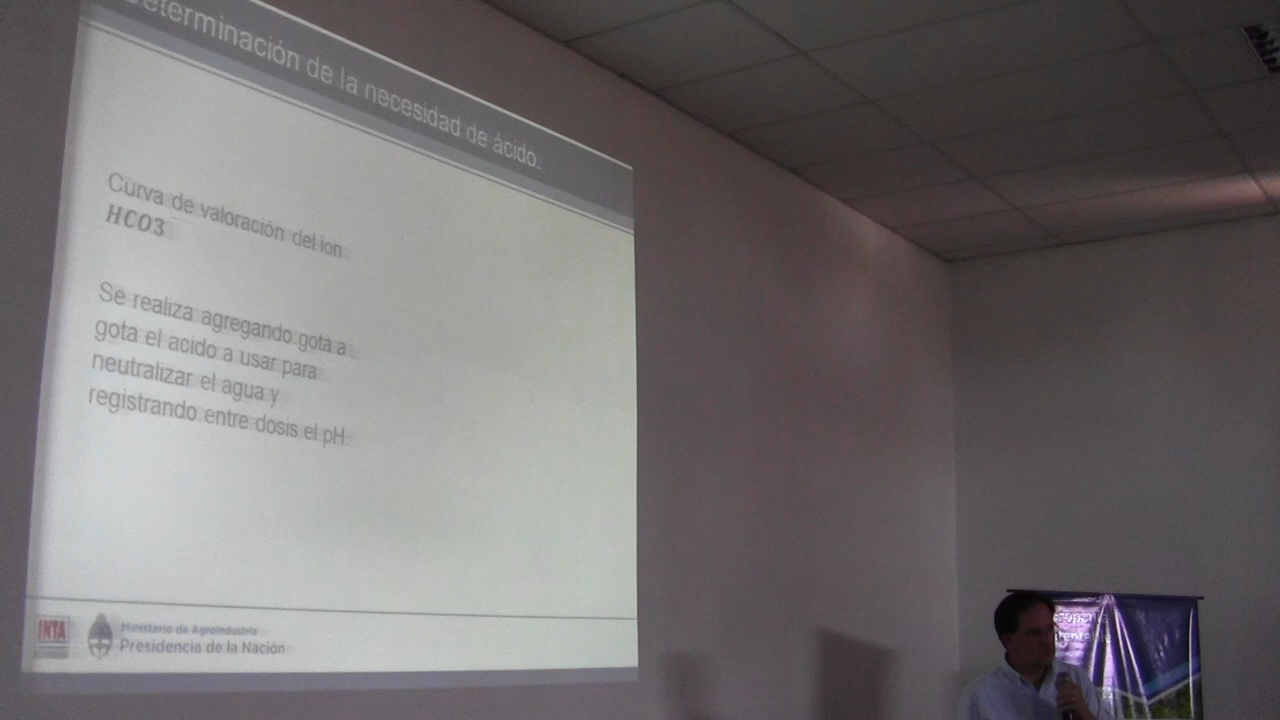 Determinación de la necesidad de ácido.
Curva de valoración del ion
HCO3
Se realiza agregando gota a
gota el acido a usar para
neutralizar el agua y
registrando entre dosis el pH.
INTA
Ministerio de Agroindustria
Presidencia de la Nación